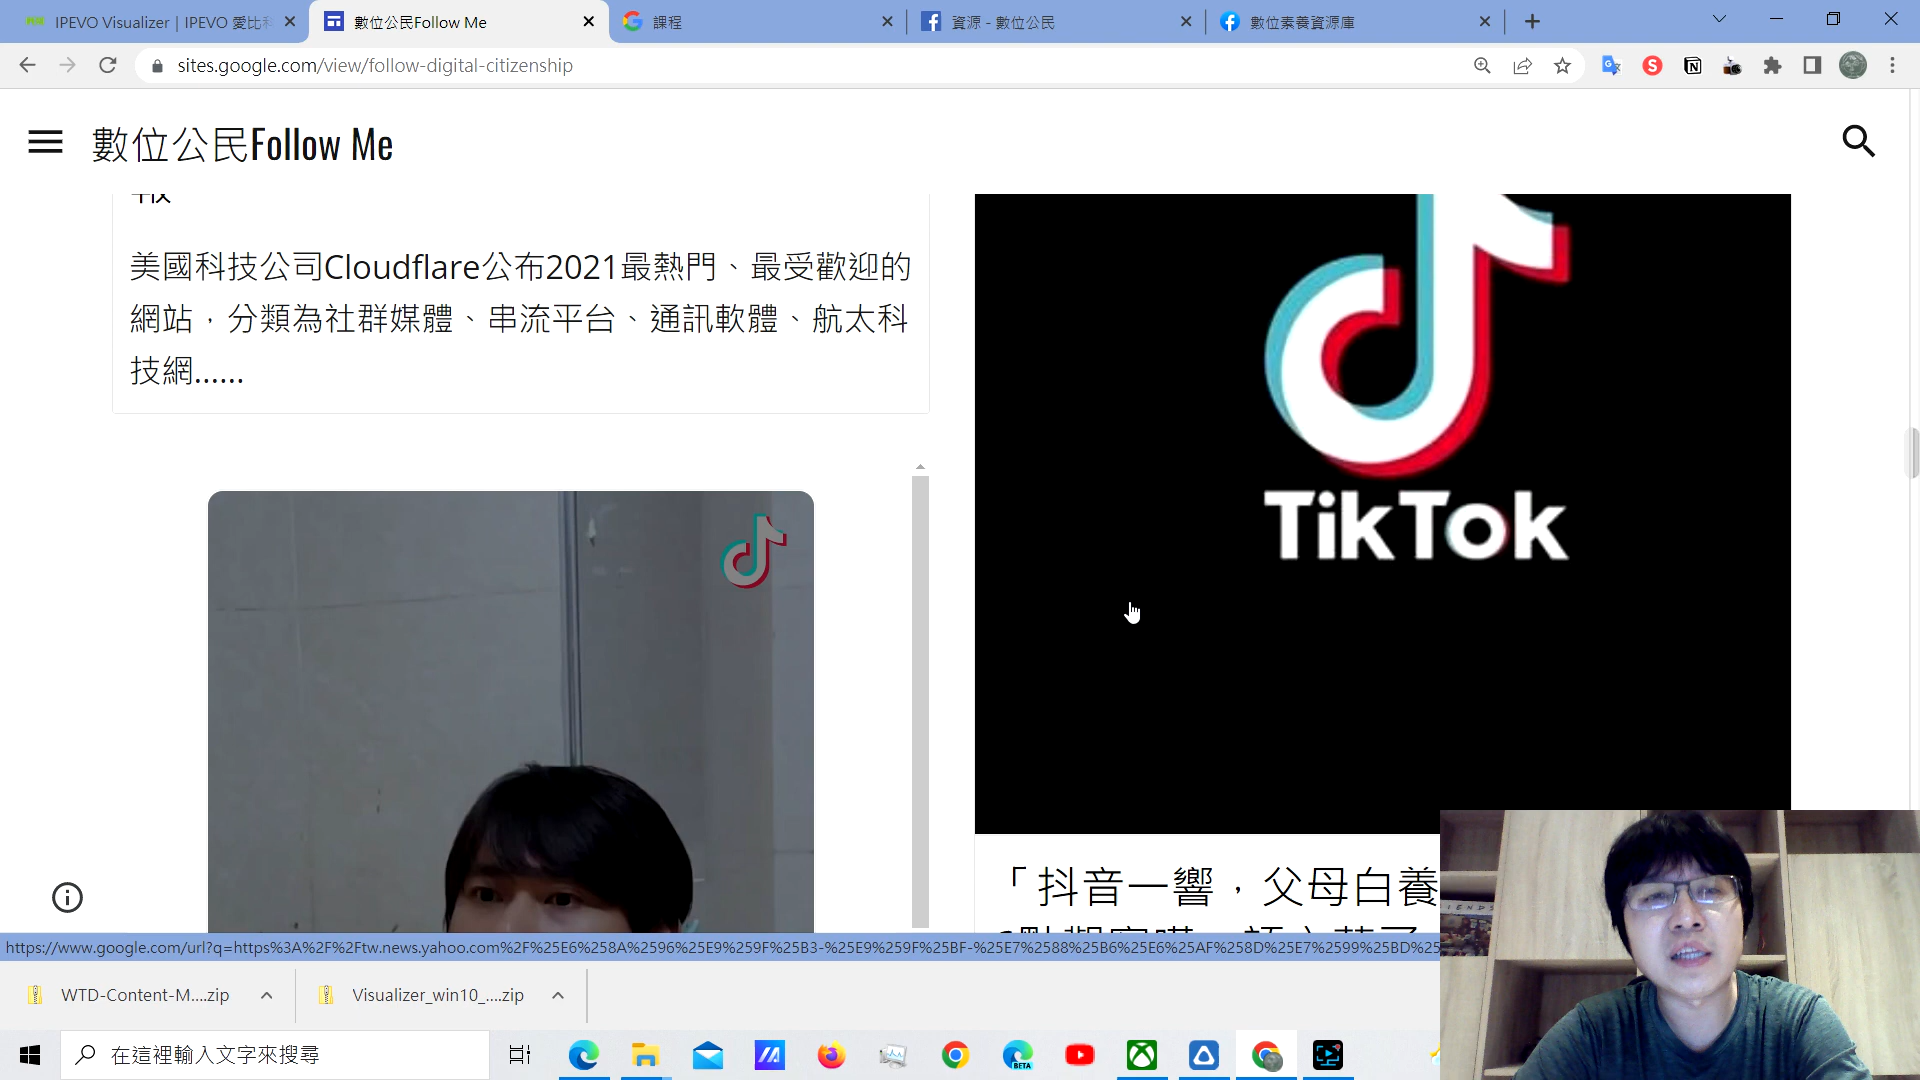 IPEVO Visualizer | IPEVO 愛比
數位公民Follow Me
課程
資源 - 數位公民
數位素養資源庫
sites.google.com/view/follow-digital-citizenship
數位公民Follow Me
美國科技公司Cloudflare公布2021最熱門、最受歡迎的
網站，分類為社群媒體、串流平台、通訊軟體、航太科
技網......
TikTok
「抖音一響，父母白養
https://www.google.com/url?q=https%3A%2F%2Ftw.news.yahoo.com%2F%25E6%258A%2596%25E9%259F%25B3-%25E9%259F%25BF-%25E7%2588%25B6%25E6%25AF%258D%25E7%2599%25BD%25
WTD-Content-M....zip
Visualizer_win10_....zip
在這裡輸入文字來搜尋
BETA